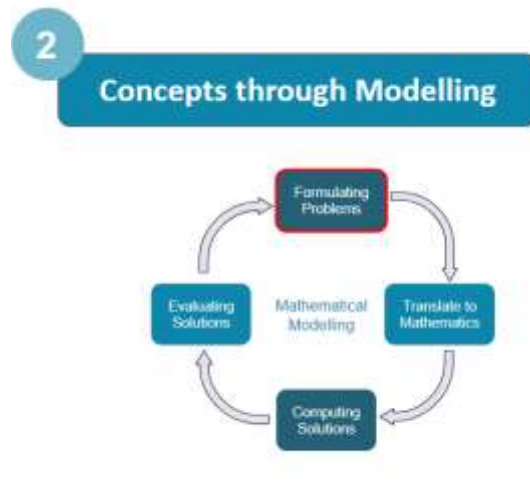 2
Concepts through Modelling
Formulating
Problems
Evaluating
Solutions
Mathematical
Modelling
Translate to
Mathematics
Computing
Solutions